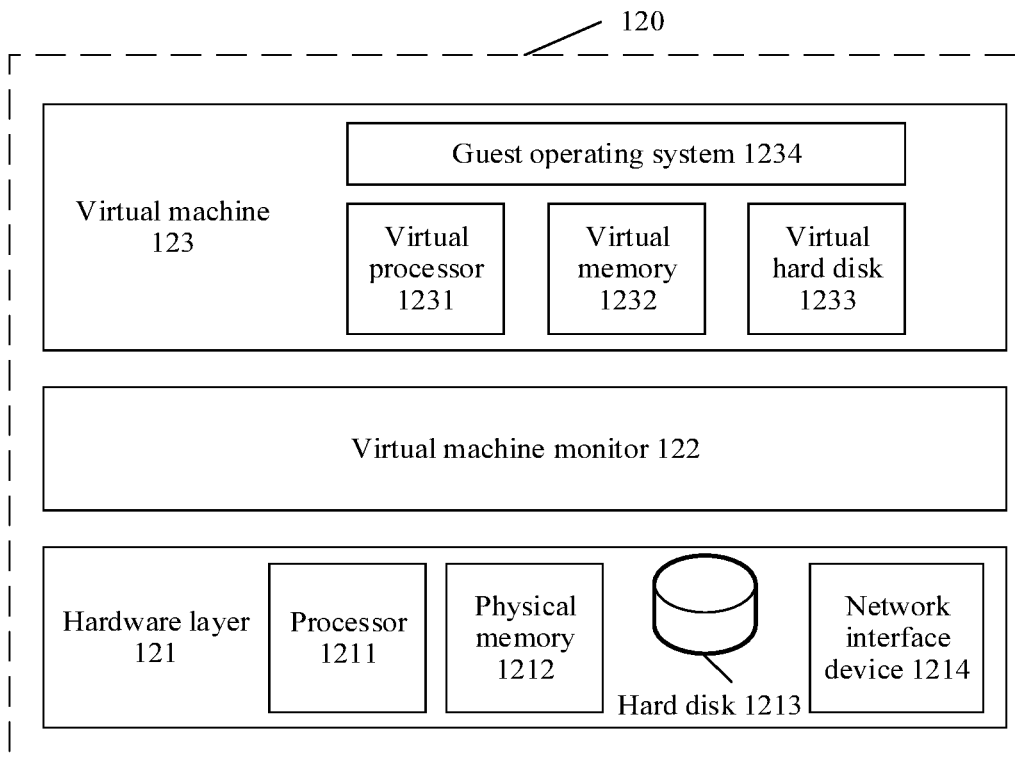 120
Guest operating system 1234
Virtual machine
123
Virtual
processor
1231
Virtual
memory
1232
Virtual
hard disk
1233
Virtual machine monitor 122
Hardware layer
121
Processor
1211
Physical
memory
1212
Hard disk 1213
Network
interface
device 1214